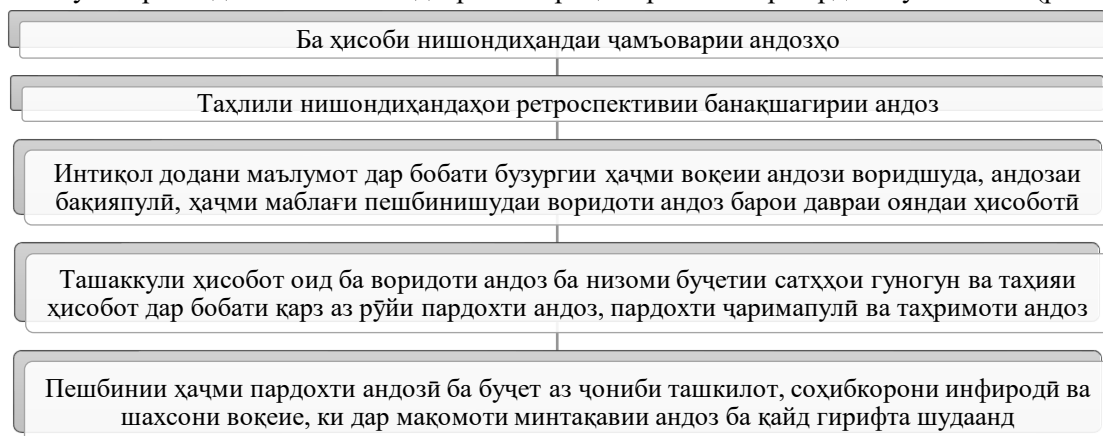 Ба ҳисоби нишондиҳандаи ҷамъоварии андозҳо
Таҳлили нишондиҳандаҳои ретроспективии банақшагирии андоз
Интиқол додани маълумот дар бобати бузургии ҳаҷми воқеии андози воридшуда, андозаи
бақияпулӣ, ҳаҷми маблағи пешбинишудаи воридоти андоз барои давраи ояндаи ҳисоботӣ
Ташаккули ҳисобот оид ба воридоти андоз ба низоми буҷетии сатҳҳои гуногун ва таҳияи
ҳисобот дар бобати қарз аз рӯйи пардохти андоз, пардохти ҷаримапулӣ ва таҳримоти андоз
Пешбинии ҳаҷми пардохти андозӣ ба буҷет аз ҷониби ташкилот, соҳибкорони инфиродӣ ва
шахсони воқеие, ки дар мақомоти минтақавии андоз ба қайд гирифта шудаанд